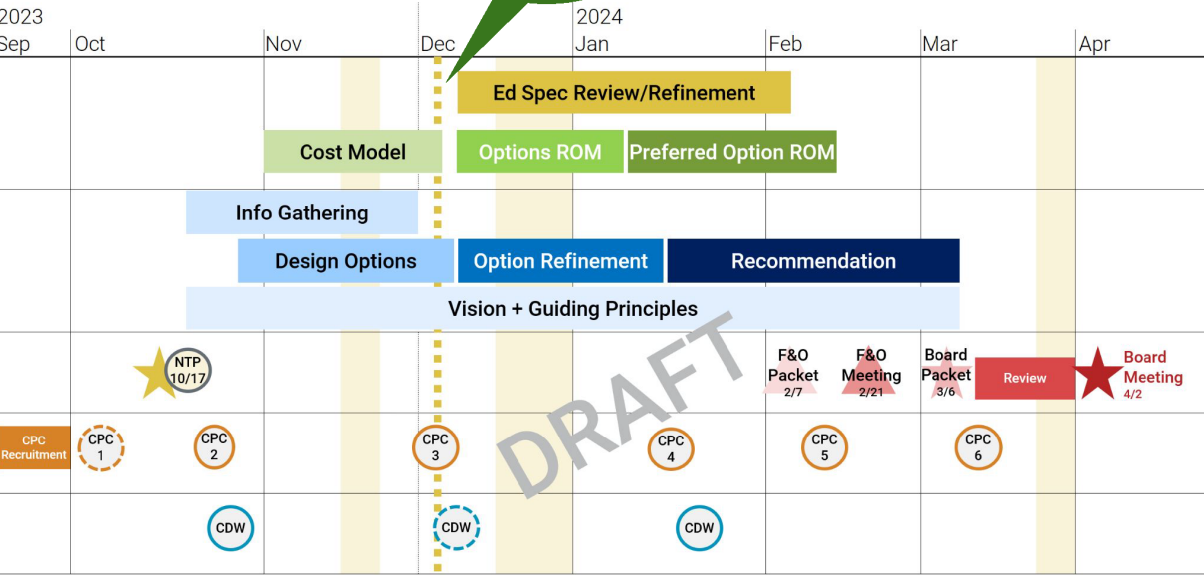 2023
2024
Sep
Oct
Nov
Dec
Jan
Feb
Mar
Apr
Ed Spec Review/Refinement
Cost Model
Options ROM
Preferred Option ROM
Info Gathering
Design Options
Option Refinement
Recommendation
Vision + Guiding Principles
DRAFT
NTP
10/17
F&O
Packet
2/7
F&O
Meeting
2/21
Board
Packet
3/6
Review
Board
Meeting
4/2
CPC
Recruitment
CPC
1
CPC
2
CPC
3
CPC
4
CPC
5
CPC
6
CDW
CDW
CDW